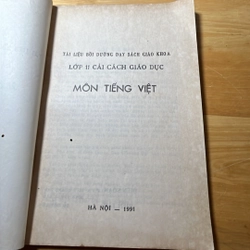 TÀI LIỆU BỒI DƯỠNG DẠY SÁCH GIÁO KHOA
LỚP 11 CẢI CÁCH GIÁO DỤC
MÔN TIẾNG VIỆT
HÀ NỘI — 1991